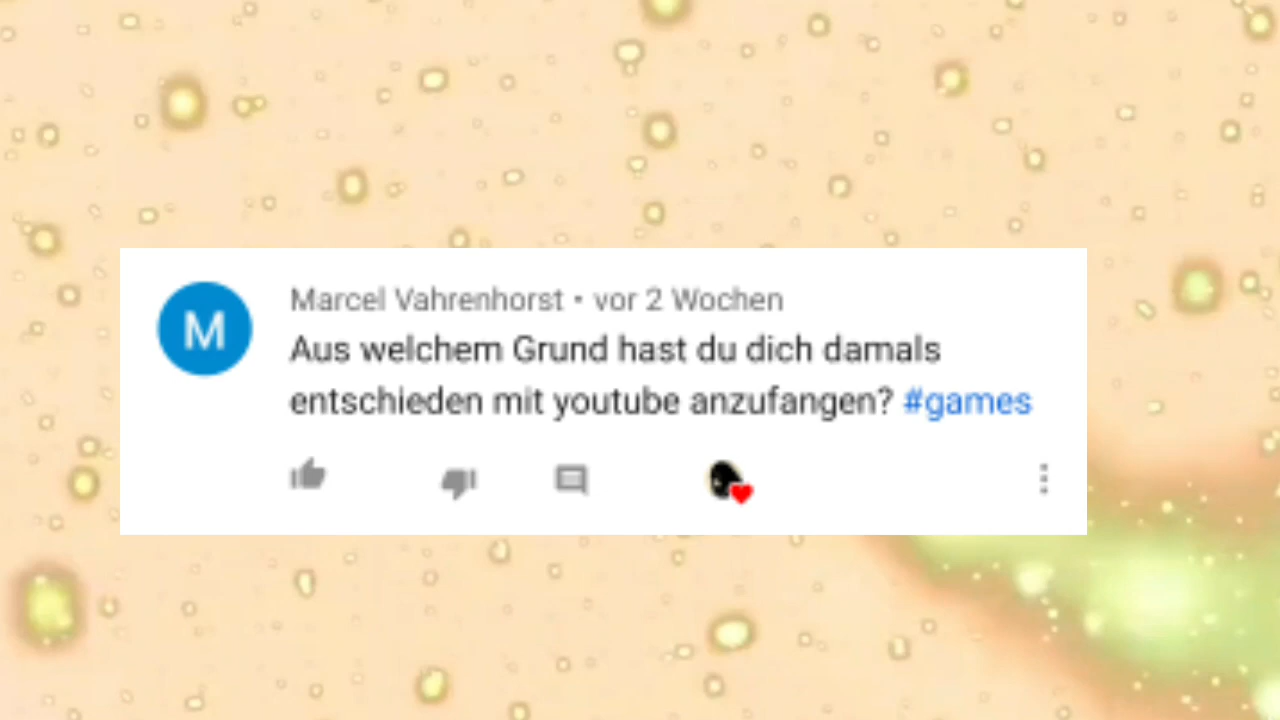 M
Marcel Vahrenhorst • vor 2 Wochen
Aus welchem Grund hast du dich damals
entschieden mit youtube anzufangen? #games